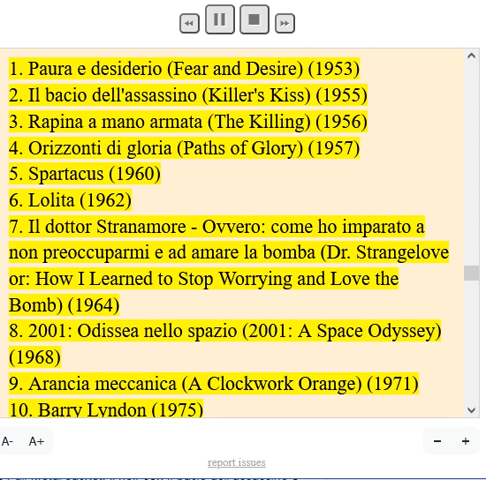 1. Paura e desiderio (Fear and Desire) (1953)
2. Il bacio dell'assassino (Killer's Kiss) (1955)
3. Rapina a mano armata (The Killing) (1956)
4. Orizzonti di gloria (Paths of Glory) (1957)
5. Spartacus (1960)
6. Lolita (1962)
7. Il dottor Stranamore - Ovvero: come ho imparato a
non preoccuparmi e ad amare la bomba (Dr. Strangelove
or: How I Learned to Stop Worrying and Love the
Bomb) (1964)
8. 2001: Odissea nello spazio (2001: A Space Odyssey)
(1968)
9. Arancia meccanica (A Clockwork Orange) (1971)
10. Barry Lyndon (1975)
A- A+ − +
report issues